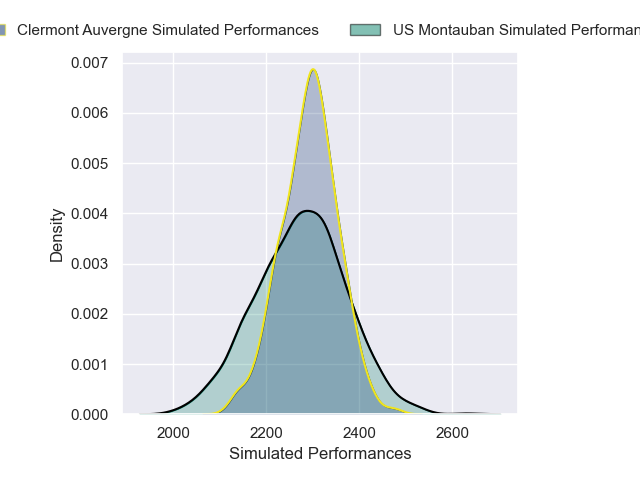 Clermont Auvergne Simulated Performances US Montauban Simulated
0.007
0.006
0.005
0.004
0.003
0.002
0.001
0.000
Density
2000 2200 2400 2600
Simulated Performances